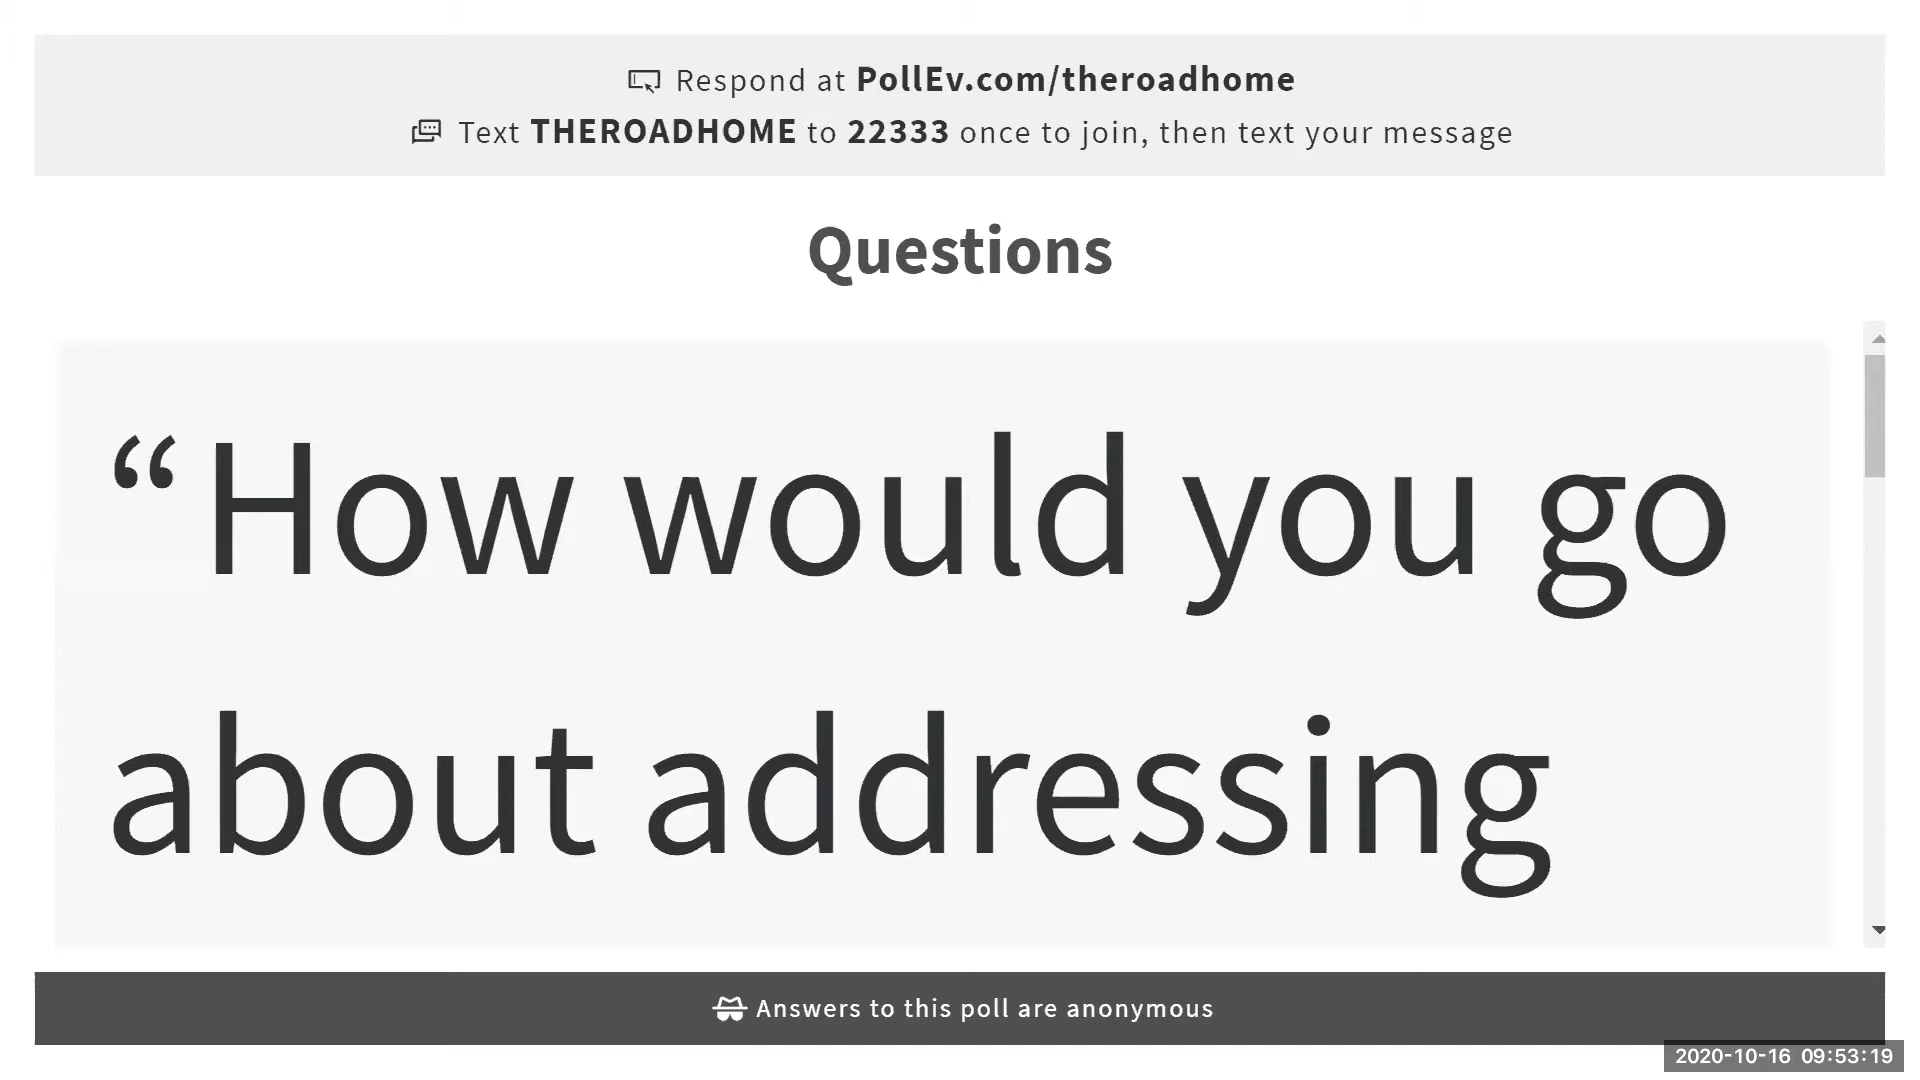 Respond at PollEv.com/theroadhome
Text THEROADHOME to 22333 once to join, then text your message
Questions
“How would you go
about addressing
Answers to this poll are anonymous
2020-10-16 09:53:19